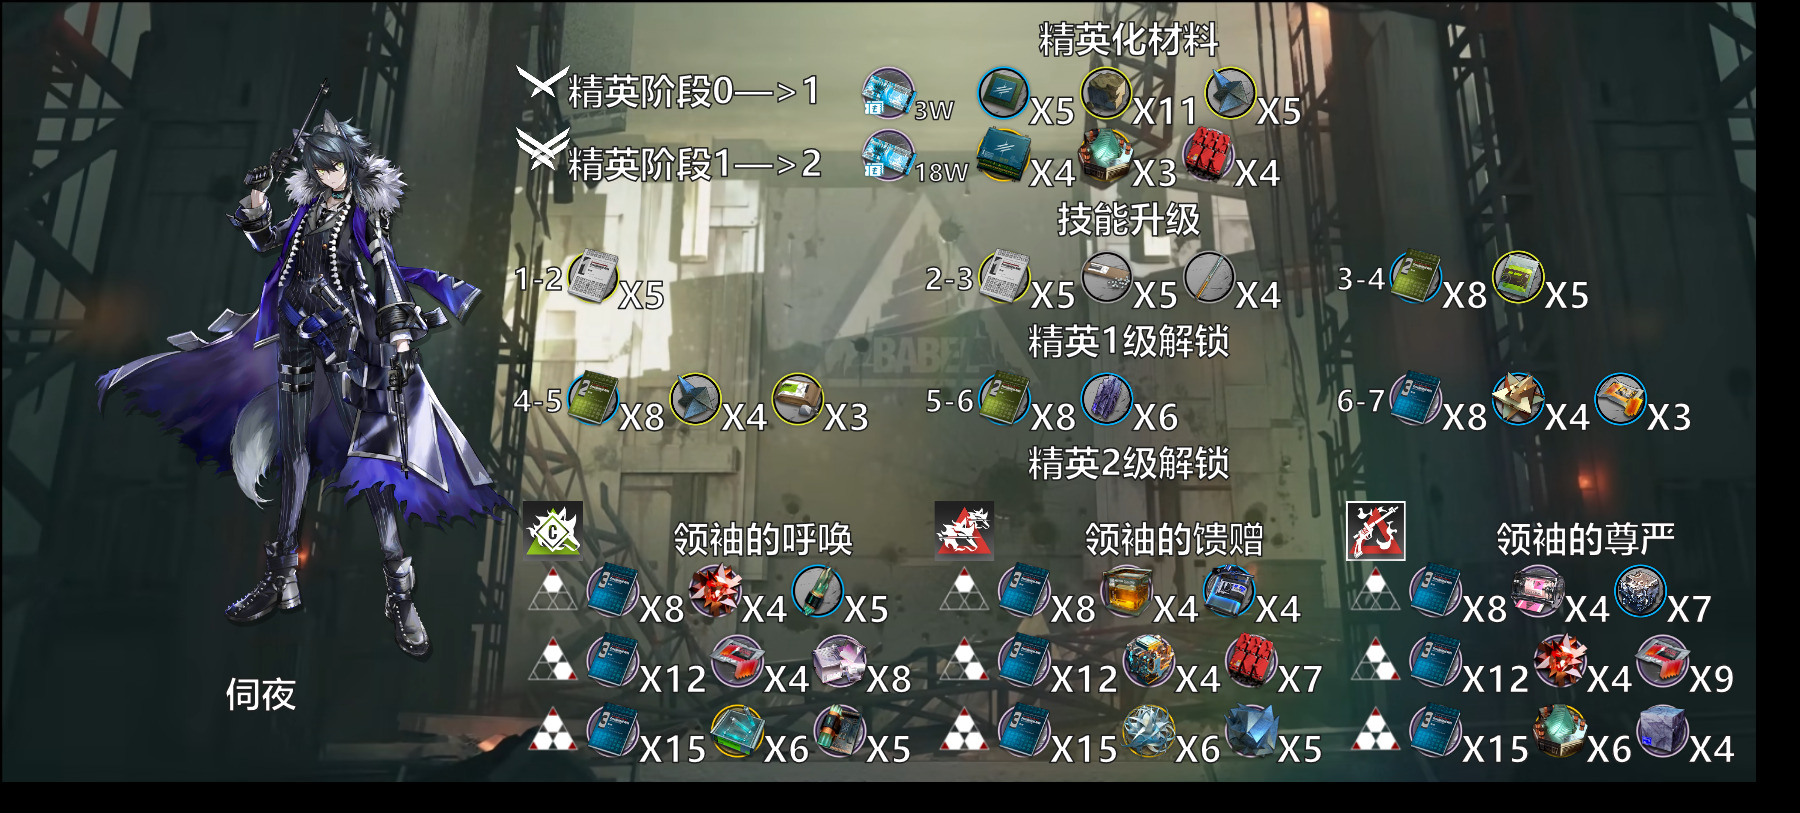 精英化材料
精英阶段0—>1 3W X5 X11 X5
精英阶段1—>2 18W X4 X3 X4
技能升级
1-2 X5 2-3 X5 X5 X4 3-4 X8 X5
精英1级解锁
4-5 X8 X4 X3 5-6 X8 X6 6-7 X8 X4 X3
精英2级解锁
领袖的呼唤 领袖的馈赠 领袖的尊严
X8 X4 X5 X8 X4 X4 X8 X4 X7
X12 X4 X8 X12 X4 X7 X12 X4 X9
X15 X6 X5 X15 X6 X5 X15 X6 X4
伺夜
BABEL
C